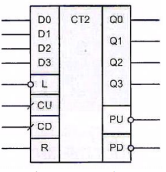 D0 CT2 Q0
D1 Q1
D2 Q2
D3 Q3
L
CU PU
CD
R PD